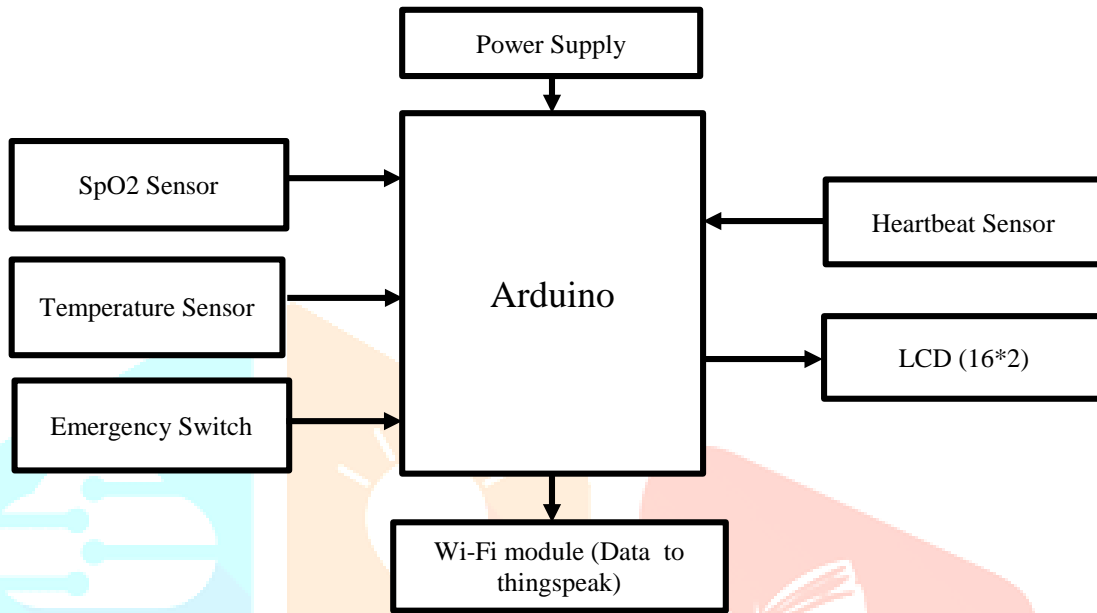 Power Supply
SpO2 Sensor
Heartbeat Sensor
Temperature Sensor
Arduino
LCD (16*2)
Emergency Switch
Wi-Fi module (Data to
thingspeak)